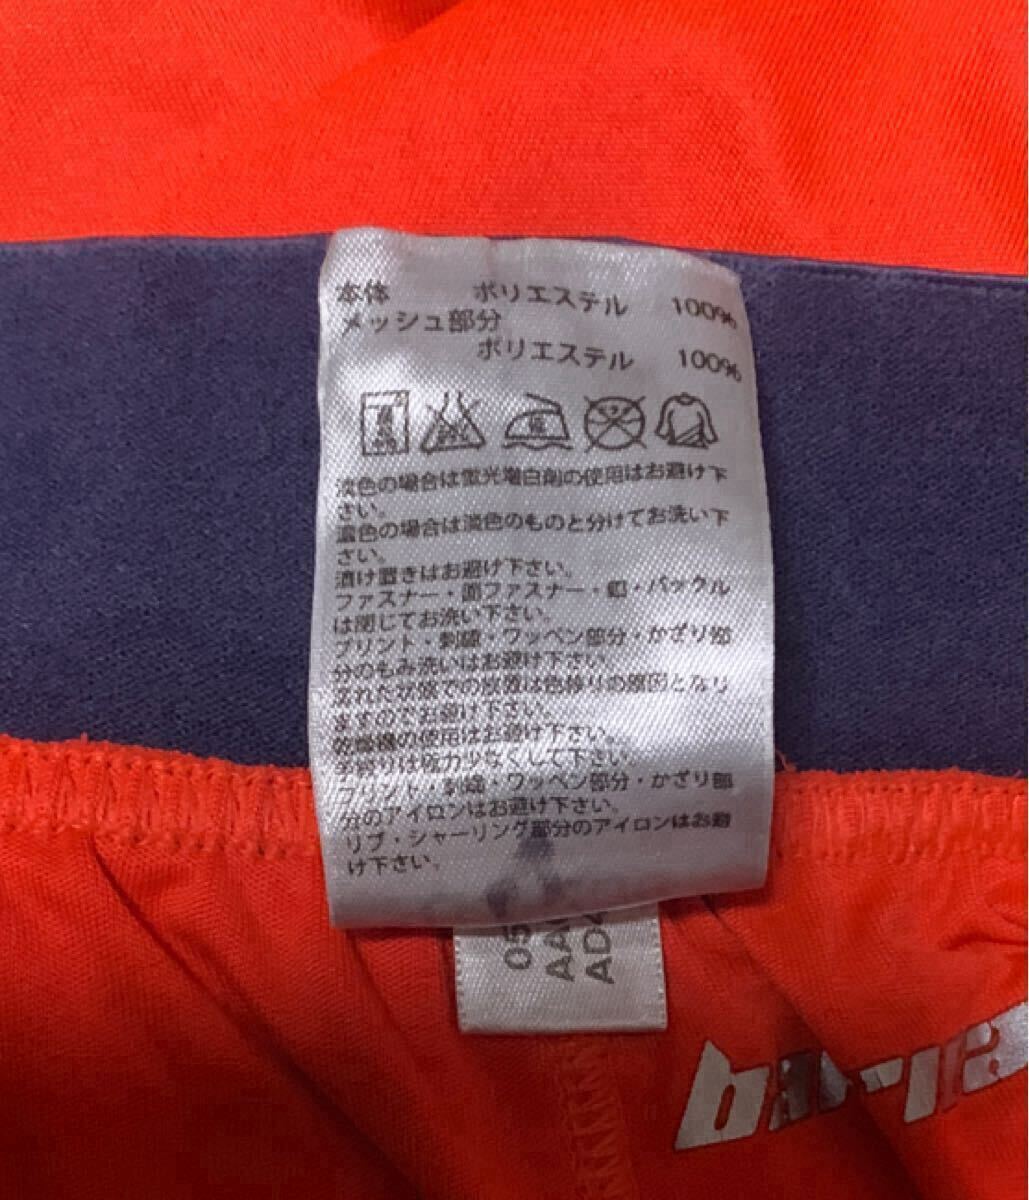 本体 ポリエステル 100%
メッシュ部分
ポリエステル 100%
淡色の場合は蛍光増白剤の使用はお避け下
さい。
濃色の場合は淡色のものと分けてお洗い下
さい。
漬け置きはお避け下さい。
ファスナー・面ファスナー・釦・バックル
は閉じてお洗い下さい。
プリント・刺繍・ワッペン部分・かざり部
分のもみ洗いはお避け下さい。
濡れた状態での放置は色移りの原因となり
ますのでお避け下さい。
乾燥機の使用はお避け下さい。
手絞りは極力少なくして下さい。
プリント・刺繍・ワッペン部分・かざり部
分のアイロンはお避け下さい。
リブ・シャーリング部分のアイロンはお避
け下さい。
05
AA
AD4